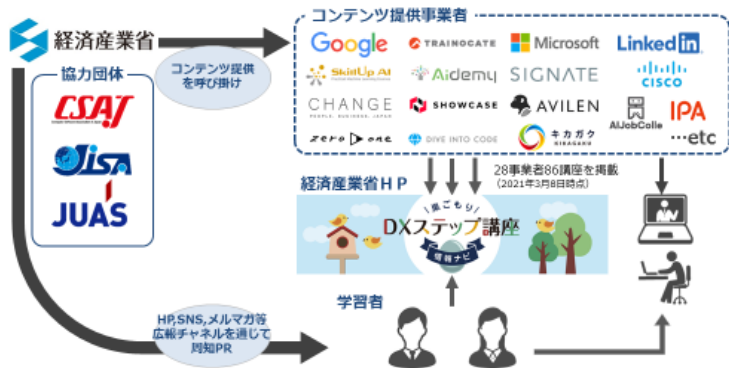 経済産業省
コンテンツ提供
を呼び掛け
協力団体
CSAJ
JISA
JUAS
コンテンツ提供事業者
Google
TRAINOCATE
Microsoft
Linked in
SkillUp AI
Aidemy
SIGNATE
CISCO
CHANGE
PEOPLE, BUSINESS, JAPAN
SHOWCASE
AVILEN
AIJobColle
IPA
zero one
DIVE INTO CODE
キカガク
KIKAGAKU
…etc
28事業者86講座を掲載
(2021年3月8日時点)
経済産業省HP
巣ごもり
DXステップ講座
情報ナビ
学習者
HP,SNS,メルマガ等
広報チャネルを通じて
周知PR